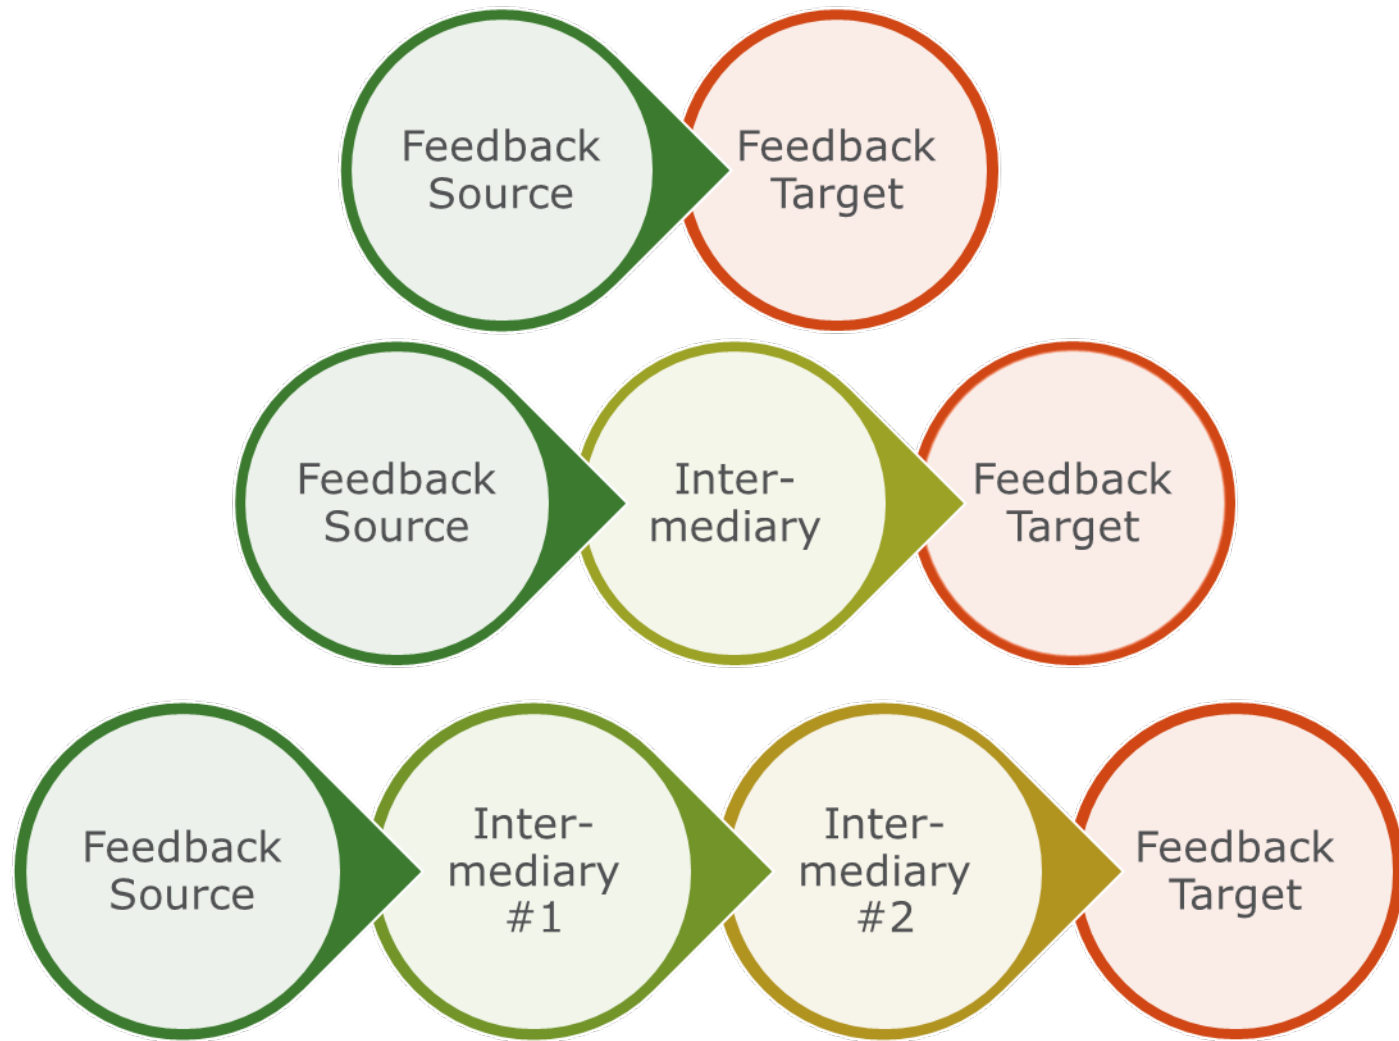 Feedback
Source
Feedback
Target
Feedback
Source
Inter-
mediary
Feedback
Target
Feedback
Source
Inter-
mediary
#1
Inter-
mediary
#2
Feedback
Target